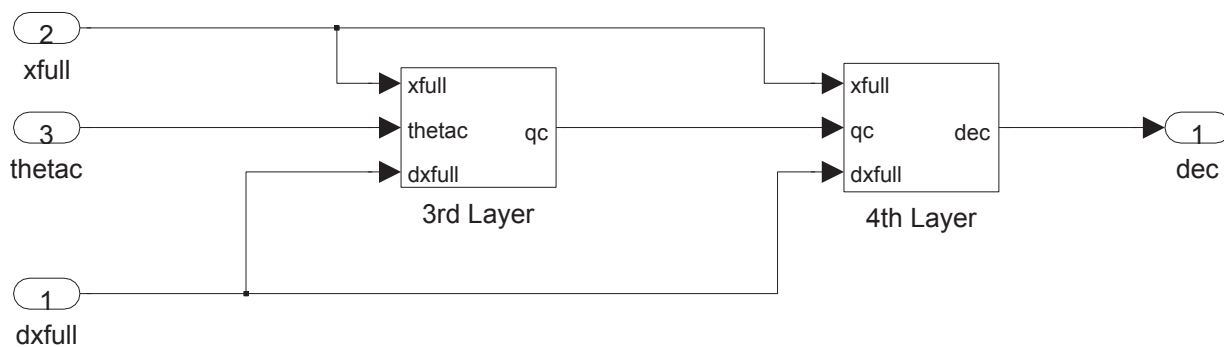 2
xfull
3
thetac
1
dxfull
xfull
thetac
dxfull
qc
3rd Layer
xfull
qc
dxfull
dec
4th Layer
1
dec